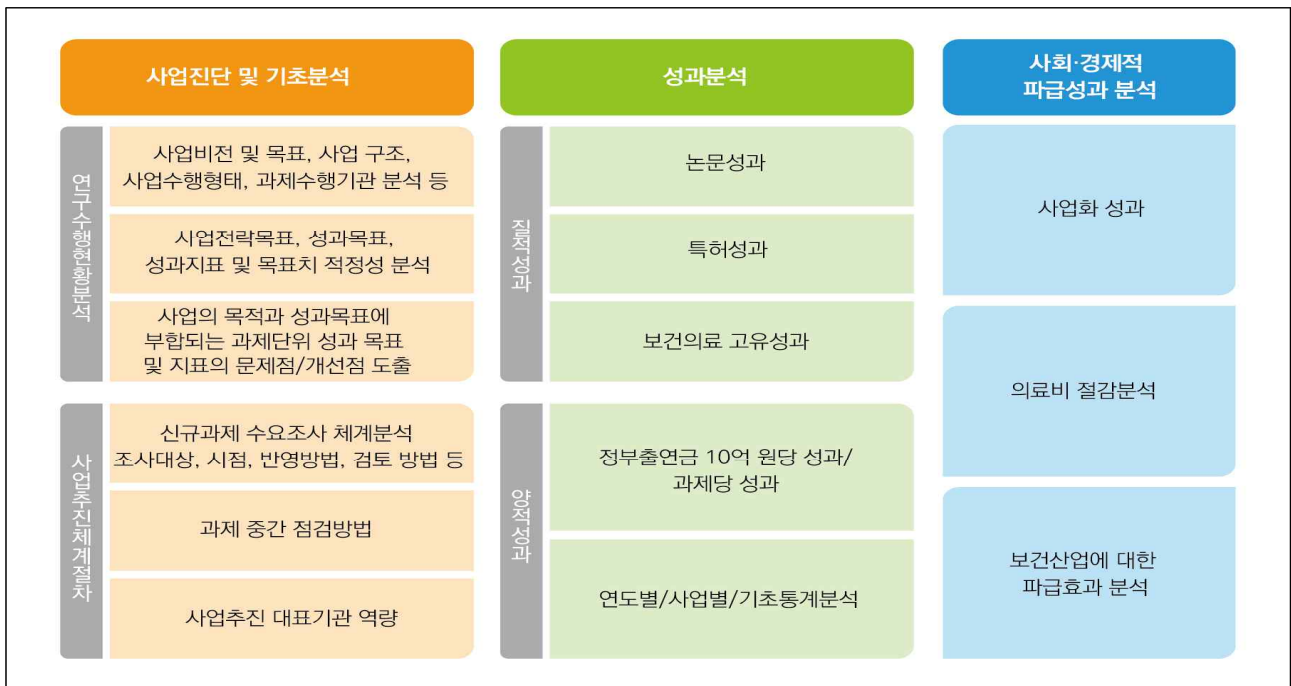 사업진단 및 기초분석
연구수행현황분석
사업비전 및 목표, 사업 구조,
사업수행형태, 과제수행기관 분석 등
사업전략목표, 성과목표,
성과지표 및 목표치 적정성 분석
사업의 목적과 성과목표에
부합되는 과제단위 성과 목표
및 지표의 문제점/개선점 도출
사업추진체계절차
신규과제 수요조사 체계분석
조사대상, 시점, 반영방법, 검토 방법 등
과제 중간 점검방법
사업추진 대표기관 역량
성과분석
질적성과
논문성과
특허성과
보건의료 고유성과
양적성과
정부출연금 10억 원당 성과/
과제당 성과
연도별/사업별/기초통계분석
사회·경제적
파급성과 분석
사업화 성과
의료비 절감분석
보건산업에 대한
파급효과 분석